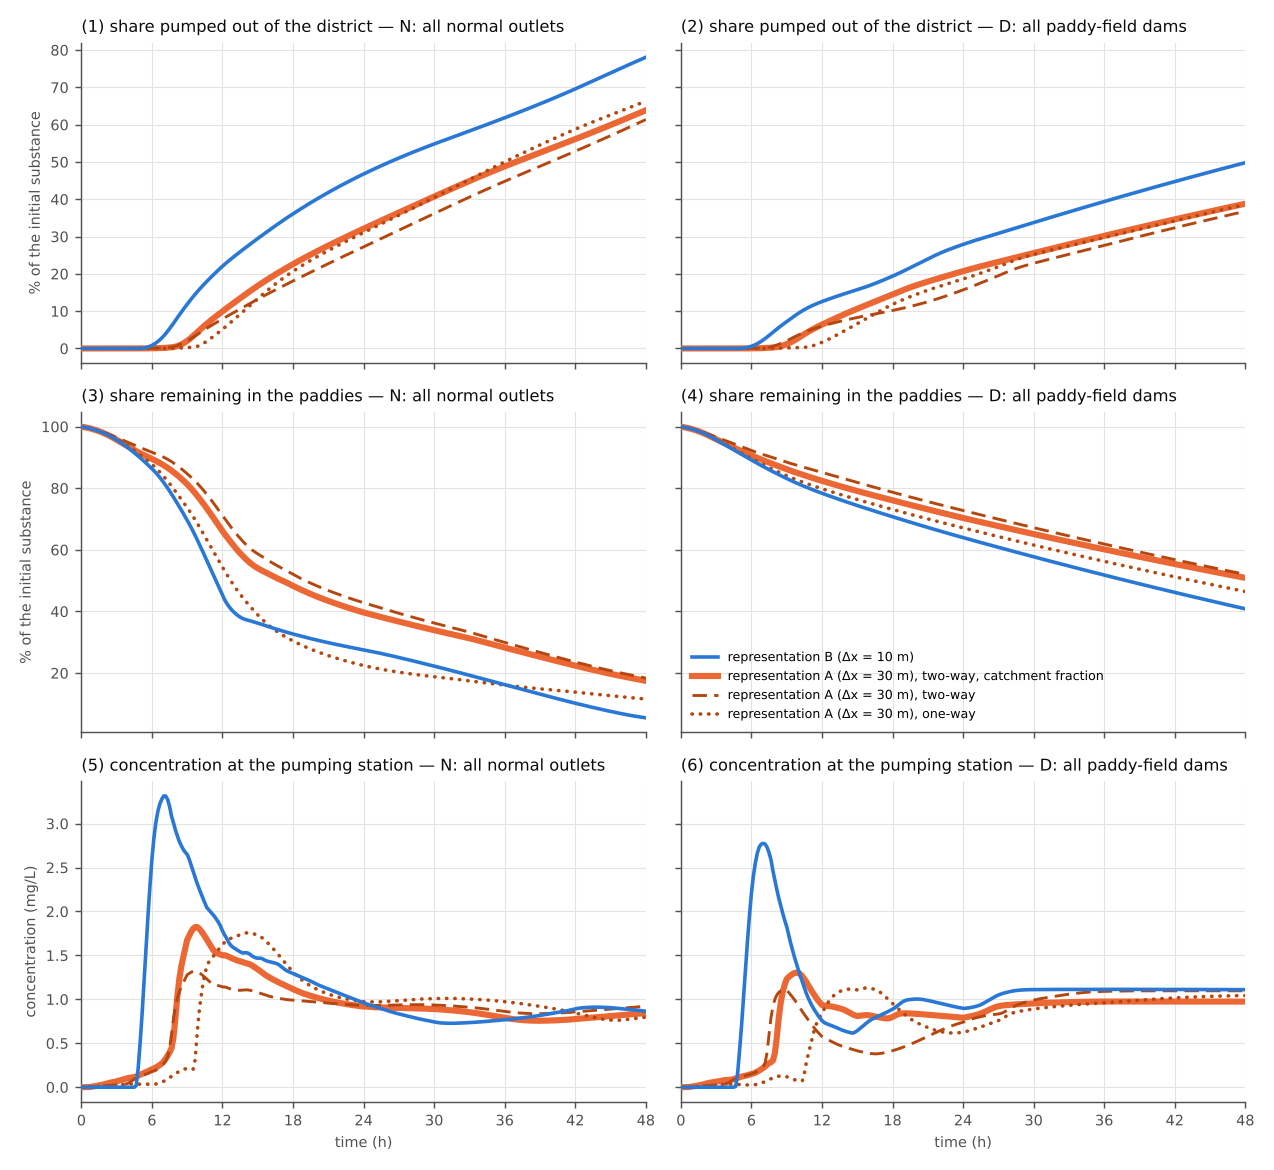 (1) share pumped out of the district — N: all normal outlets
(2) share pumped out of the district — D: all paddy-field dams
% of the initial substance
80
70
60
50
40
30
20
10
0
(3) share remaining in the paddies — N: all normal outlets
(4) share remaining in the paddies — D: all paddy-field dams
% of the initial substance
100
80
60
40
20
representation B (Δx = 10 m)
representation A (Δx = 30 m), two-way, catchment fraction
representation A (Δx = 30 m), two-way
representation A (Δx = 30 m), one-way
(5) concentration at the pumping station — N: all normal outlets
(6) concentration at the pumping station — D: all paddy-field dams
concentration (mg/L)
3.0
2.5
2.0
1.5
1.0
0.5
0.0
0 6 12 18 24 30 36 42 48
0 6 12 18 24 30 36 42 48
time (h)
time (h)